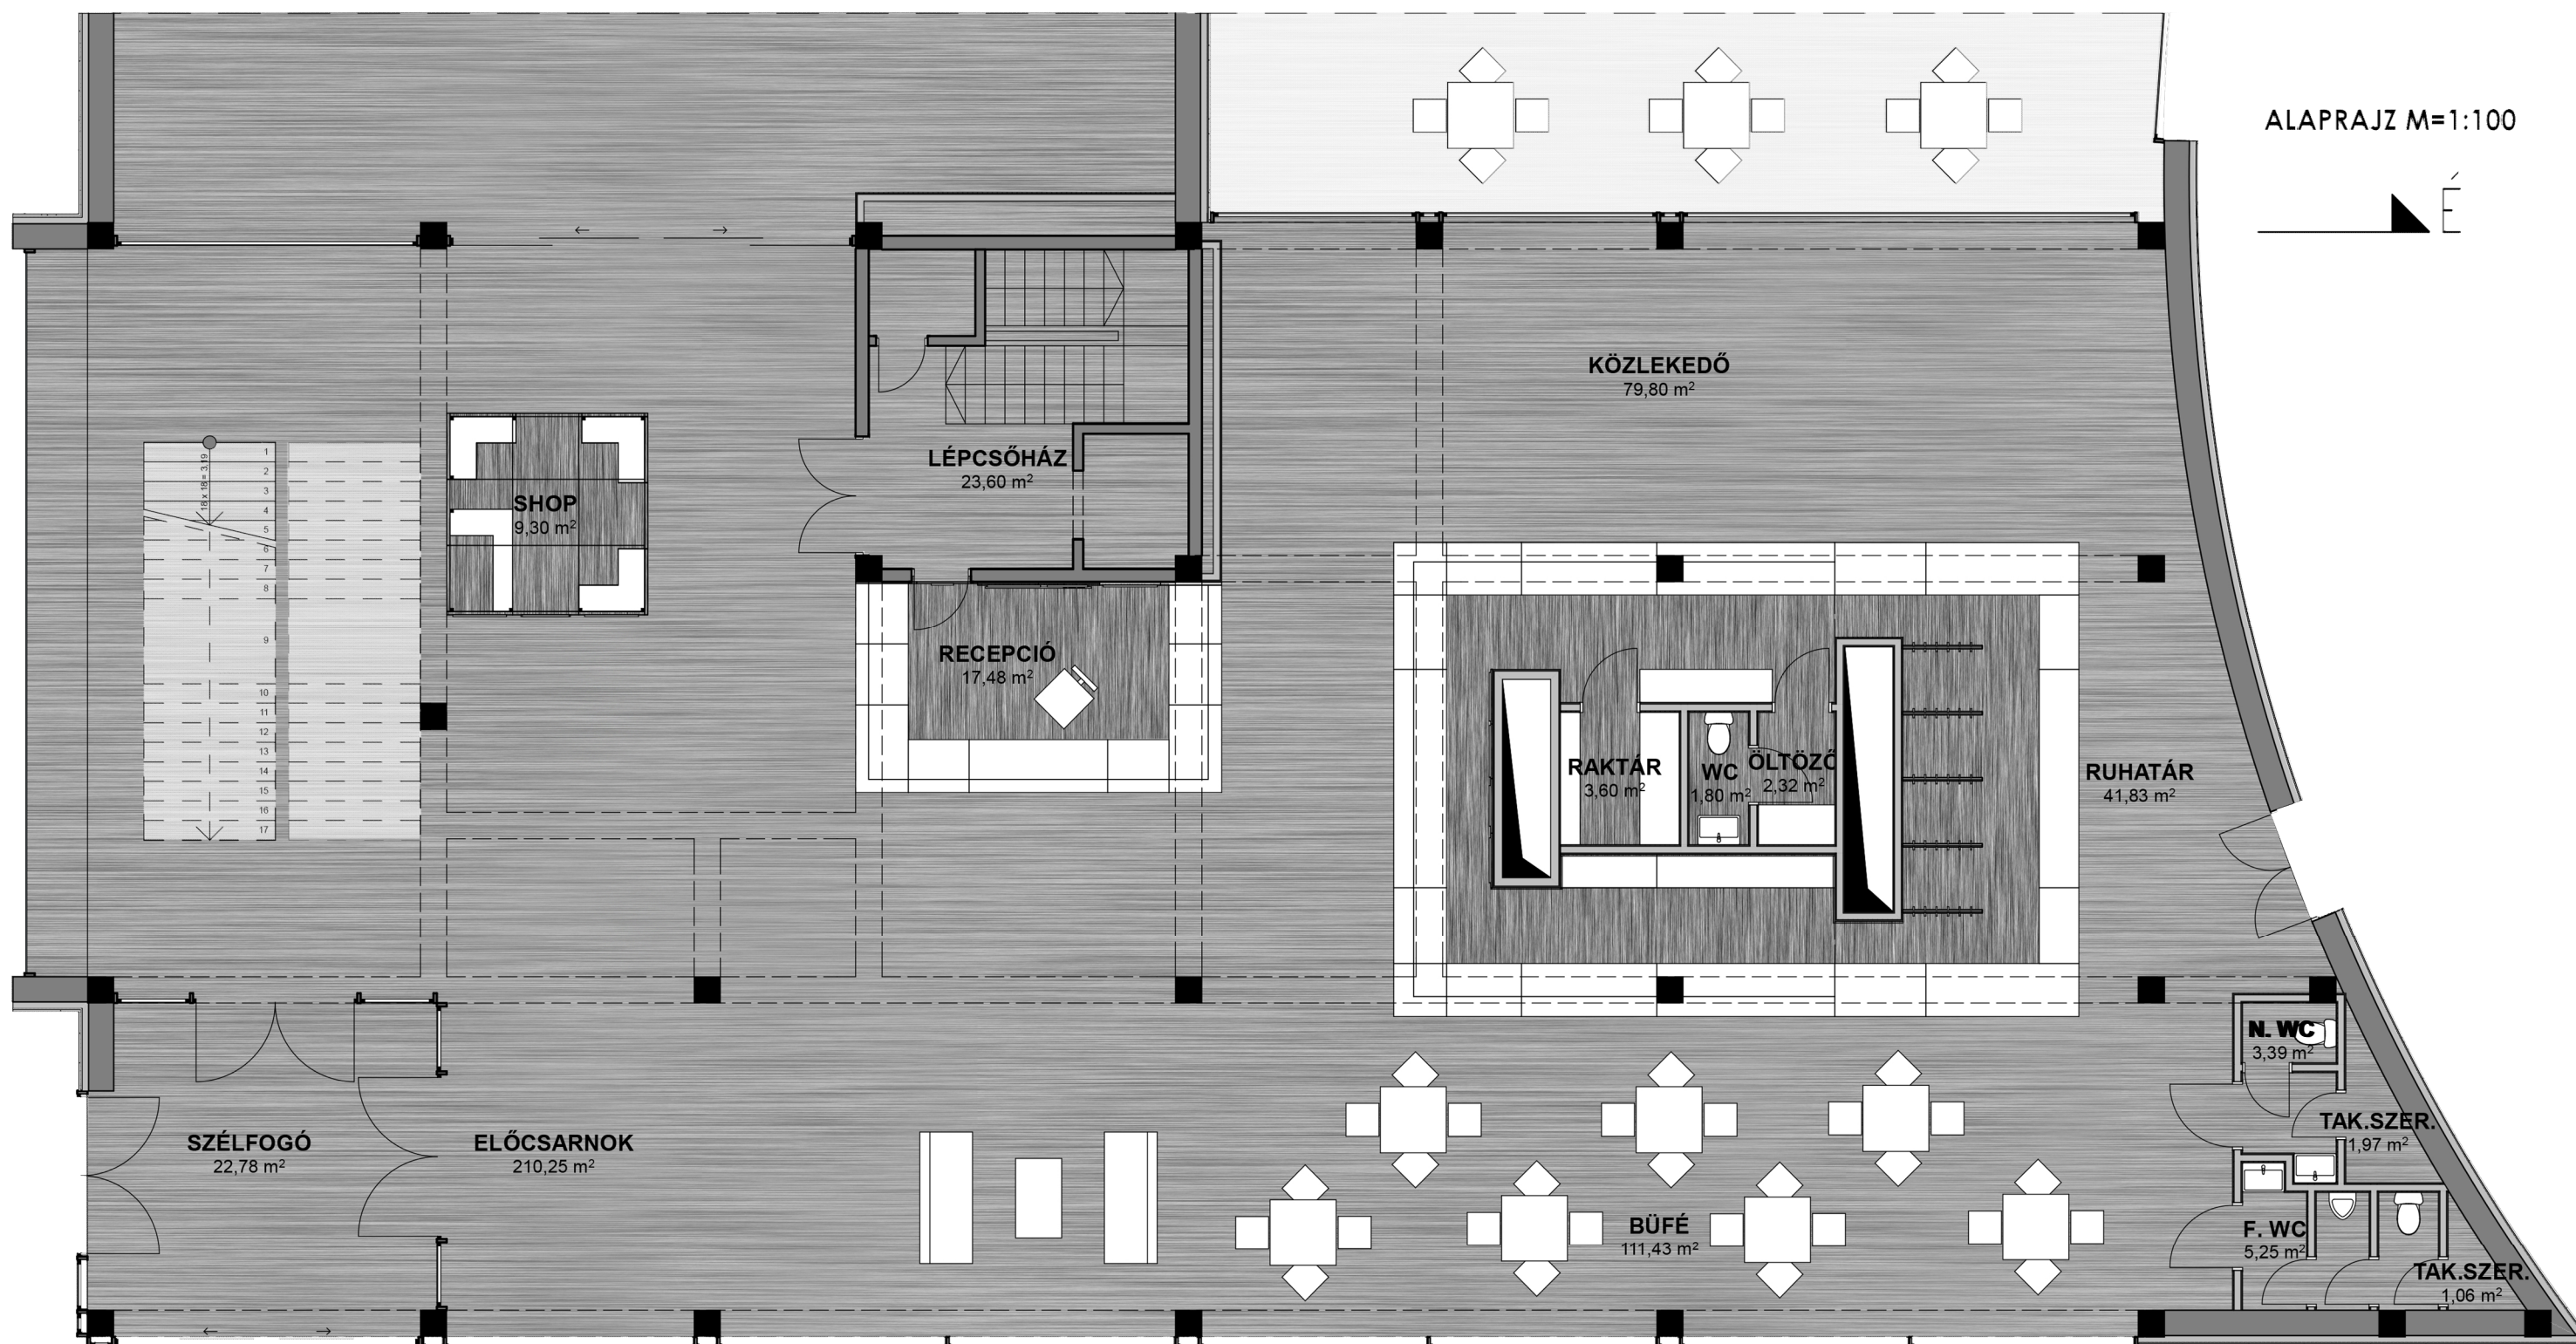 ALAPRAJZ M=1:100
É
KÖZLEKEDŐ
79,80 m²
LÉPCSŐHÁZ
23,60 m²
SHOP
9,30 m²
18 x 18 = 3.19
1
2
3
4
5
6
7
8
9
10
11
12
13
14
15
16
17
RECEPCIÓ
17,48 m²
RAKTÁR
3,60 m²
WC
1,80 m²
ÖLTÖZŐ
2,32 m²
RUHATÁR
41,83 m²
N. WC
3,39 m²
TAK.SZER.
1,97 m²
SZÉLFOGÓ
22,78 m²
ELŐCSARNOK
210,25 m²
BÜFÉ
111,43 m²
F. WC
5,25 m²
TAK.SZER.
1,06 m²